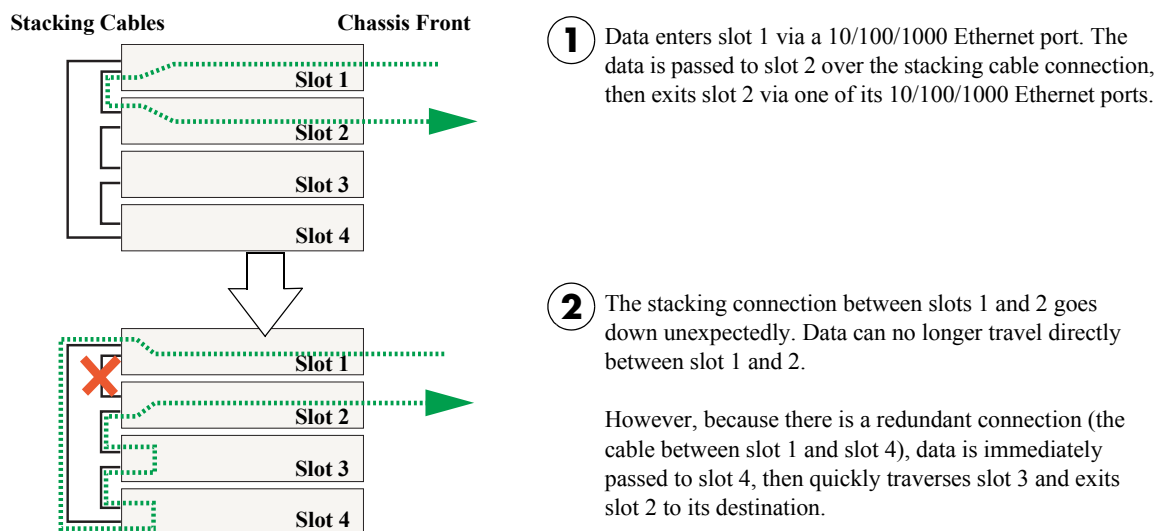 Stacking Cables
Chassis Front
Slot 1
Slot 2
Slot 3
Slot 4
1
Data enters slot 1 via a 10/100/1000 Ethernet port. The
data is passed to slot 2 over the stacking cable connection,
then exits slot 2 via one of its 10/100/1000 Ethernet ports.
Slot 1
Slot 2
Slot 3
Slot 4
2
The stacking connection between slots 1 and 2 goes
down unexpectedly. Data can no longer travel directly
between slot 1 and 2.
However, because there is a redundant connection (the
cable between slot 1 and slot 4), data is immediately
passed to slot 4, then quickly traverses slot 3 and exits
slot 2 to its destination.